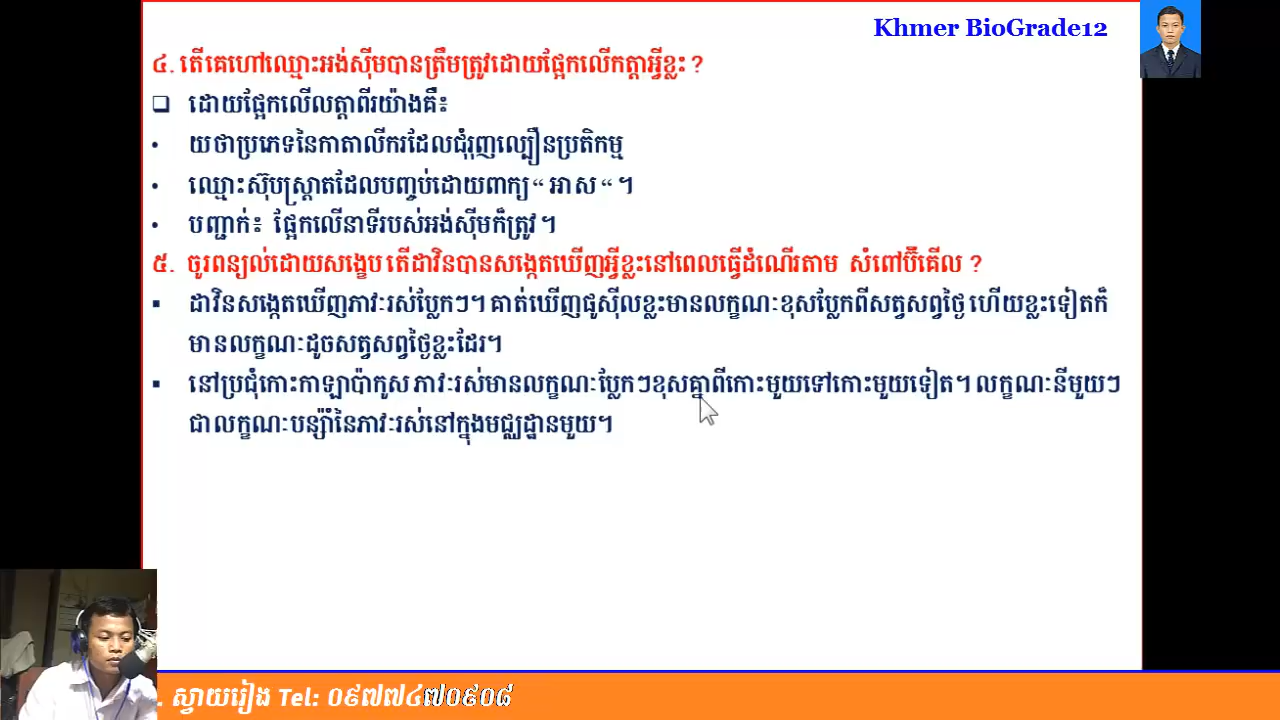 Khmer BioGrade12
៤. តើគេហៅឈ្មោះអង់ស៊ីមបានត្រឹមត្រូវដោយផ្អែកលើកត្តាអ្វីខ្លះ ?
❑ ដោយផ្អែកលើលត្តាពីរយ៉ាងគឺ៖
• យថាប្រភេទនៃកាតាលីករដែលជុំរុញល្បឿនប្រតិកម្ម
• ឈ្មោះស៊ុបស្ត្រាតដែលបញ្ចប់ដោយពាក្យ“ អាស “ ។
• បញ្ជាក់៖ ផ្អែកលើនាទីរបស់អង់ស៊ីមក៏ត្រូវ ។
៥. ចូរពន្យល់ដោយសង្ខេប តើដាវិនបានសង្កេតឃើញអ្វីខ្លះនៅពេលធ្វើដំណើរតាម សំពៅប៊ីគើល ?
▪ ដាវិនសង្កេតឃើញភាវៈរស់ប្លែកៗ។ គាត់ឃើញផូស៊ីលខ្លះមានលក្ខណៈខុសប្លែកពីសត្វសព្វថ្ងៃ ហើយខ្លះទៀតក៏
មានលក្ខណៈដូចសត្វសព្វថ្ងៃខ្លះដែរ។
▪ នៅប្រជុំកោះកាឡាប៉ាកូស ភាវៈរស់មានលក្ខណៈប្លែកៗខុសគ្នាពីកោះមួយទៅកោះមួយទៀត។ លក្ខណៈនីមួយៗ
ជាលក្ខណៈបន្ស៉ាំនៃភាវៈរស់នៅក្នុងមជ្ឈដ្ឋានមួយ។
. ស្វាយរៀង Tel: ០៩៧៧៤៧០៩០៨